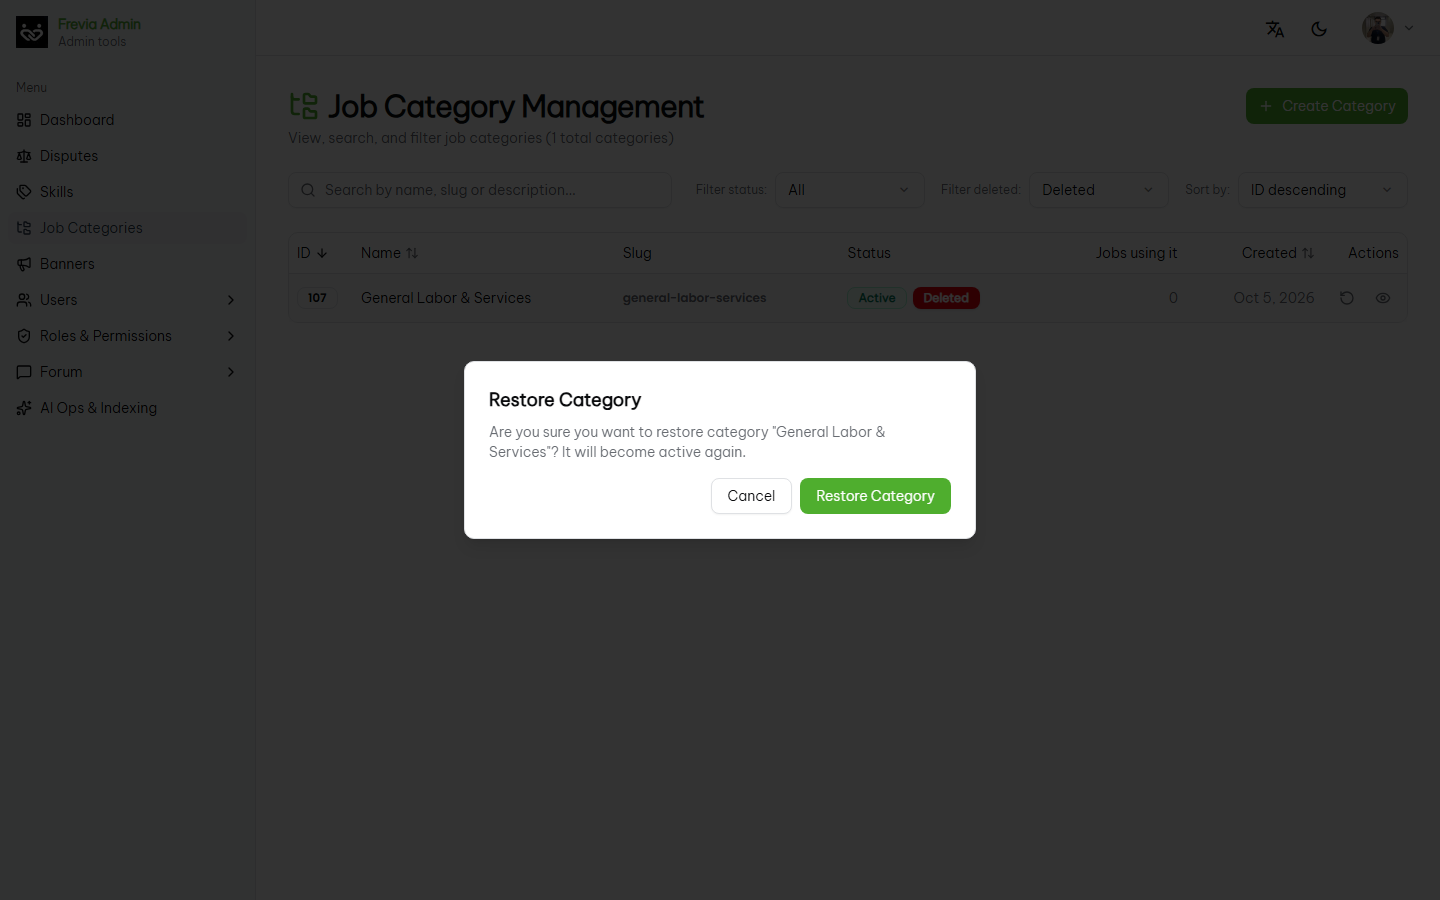 Frevia Admin
Admin tools
Menu
Dashboard
Disputes
Skills
Job Categories
Banners
Users
Roles & Permissions
Forum
AI Ops & Indexing
Job Category Management
View, search, and filter job categories (1 total categories)
Create Category
Search by name, slug or description...
Filter status:
All
Filter deleted:
Deleted
Sort by:
ID descending
ID Name Slug Status Jobs using it Created Actions
107 General Labor & Services general-labor-services Active Deleted 0 Oct 5, 2026
Restore Category
Are you sure you want to restore category "General Labor &
Services"? It will become active again.
Cancel
Restore Category